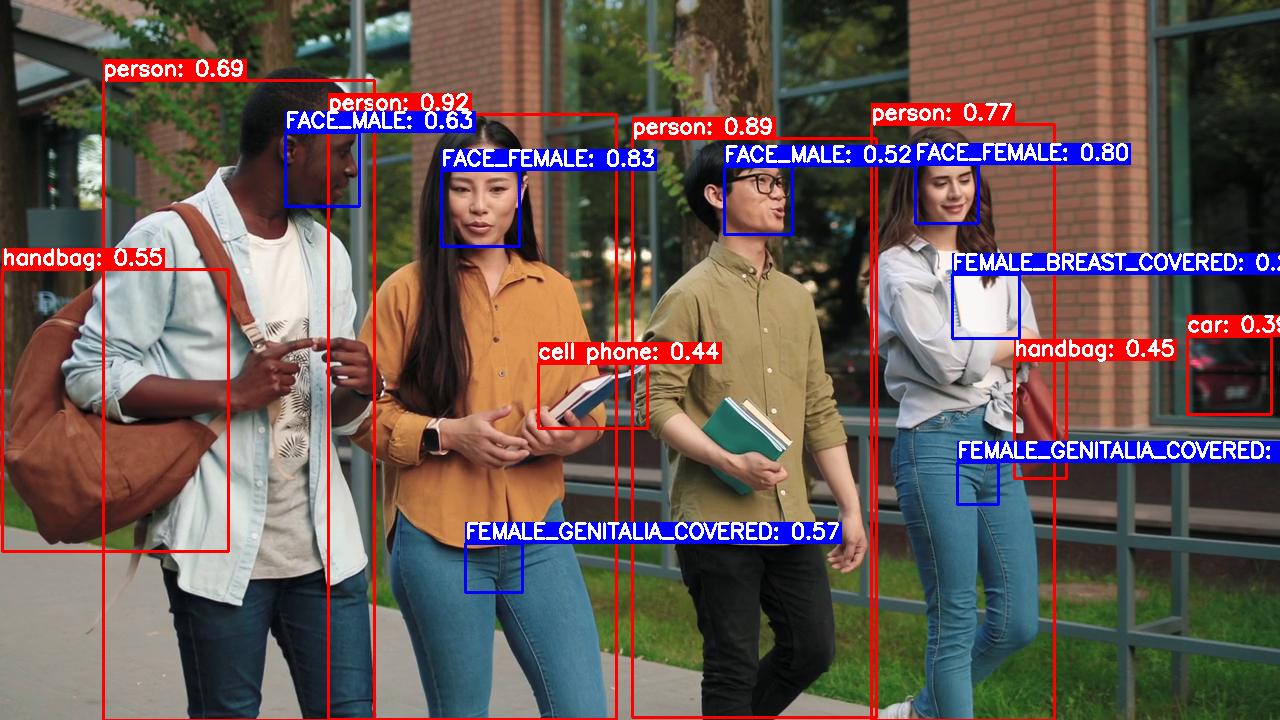 person: 0.69
person: 0.92
FACE_MALE: 0.63
FACE_FEMALE: 0.83
person: 0.89
FACE_MALE: 0.52
person: 0.77
FACE_FEMALE: 0.80
handbag: 0.55
FEMALE_BREAST_COVERED: 0.
car: 0.39
cell phone: 0.44
handbag: 0.45
FEMALE_GENITALIA_COVERED:
FEMALE_GENITALIA_COVERED: 0.57